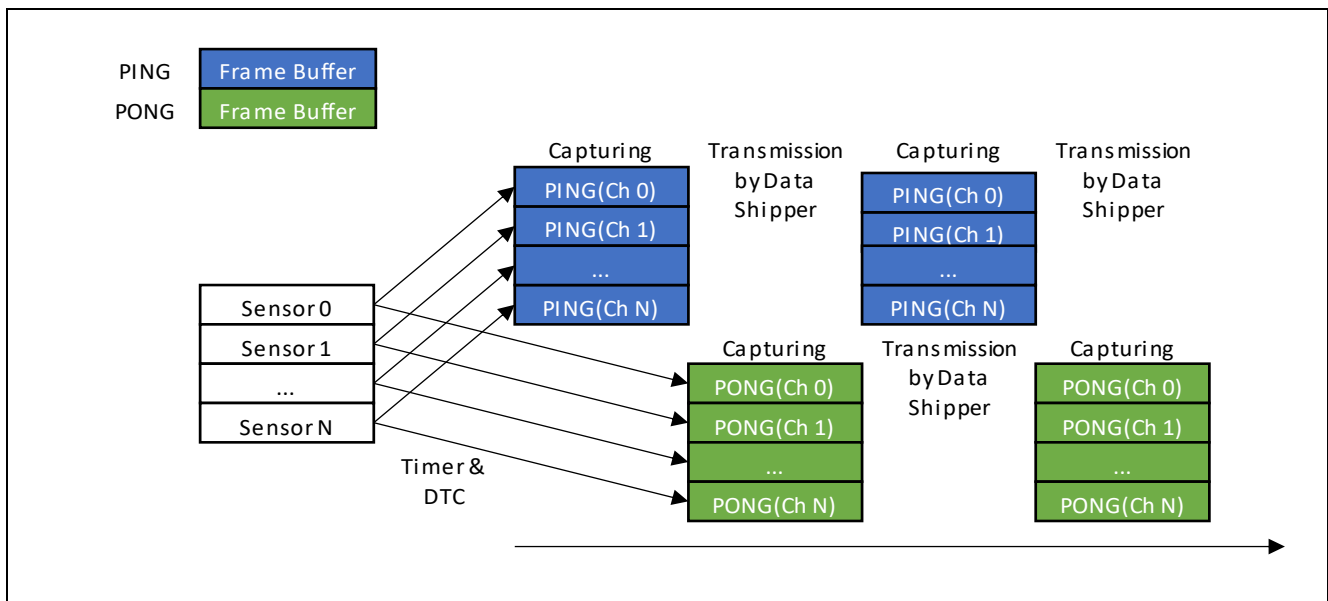 PING
Frame Buffer
PONG
Frame Buffer
Capturing
Transmission
by Data
Shipper
Capturing
Transmission
by Data
Shipper
PING(Ch 0)
PING(Ch 1)
...
PING(Ch N)
PING(Ch 0)
PING(Ch 1)
...
PING(Ch N)
Sensor 0
Sensor 1
...
Sensor N
Timer &
DTC
Capturing
Transmission
by Data
Shipper
Capturing
PONG(Ch 0)
PONG(Ch 1)
...
PONG(Ch N)
PONG(Ch 0)
PONG(Ch 1)
...
PONG(Ch N)